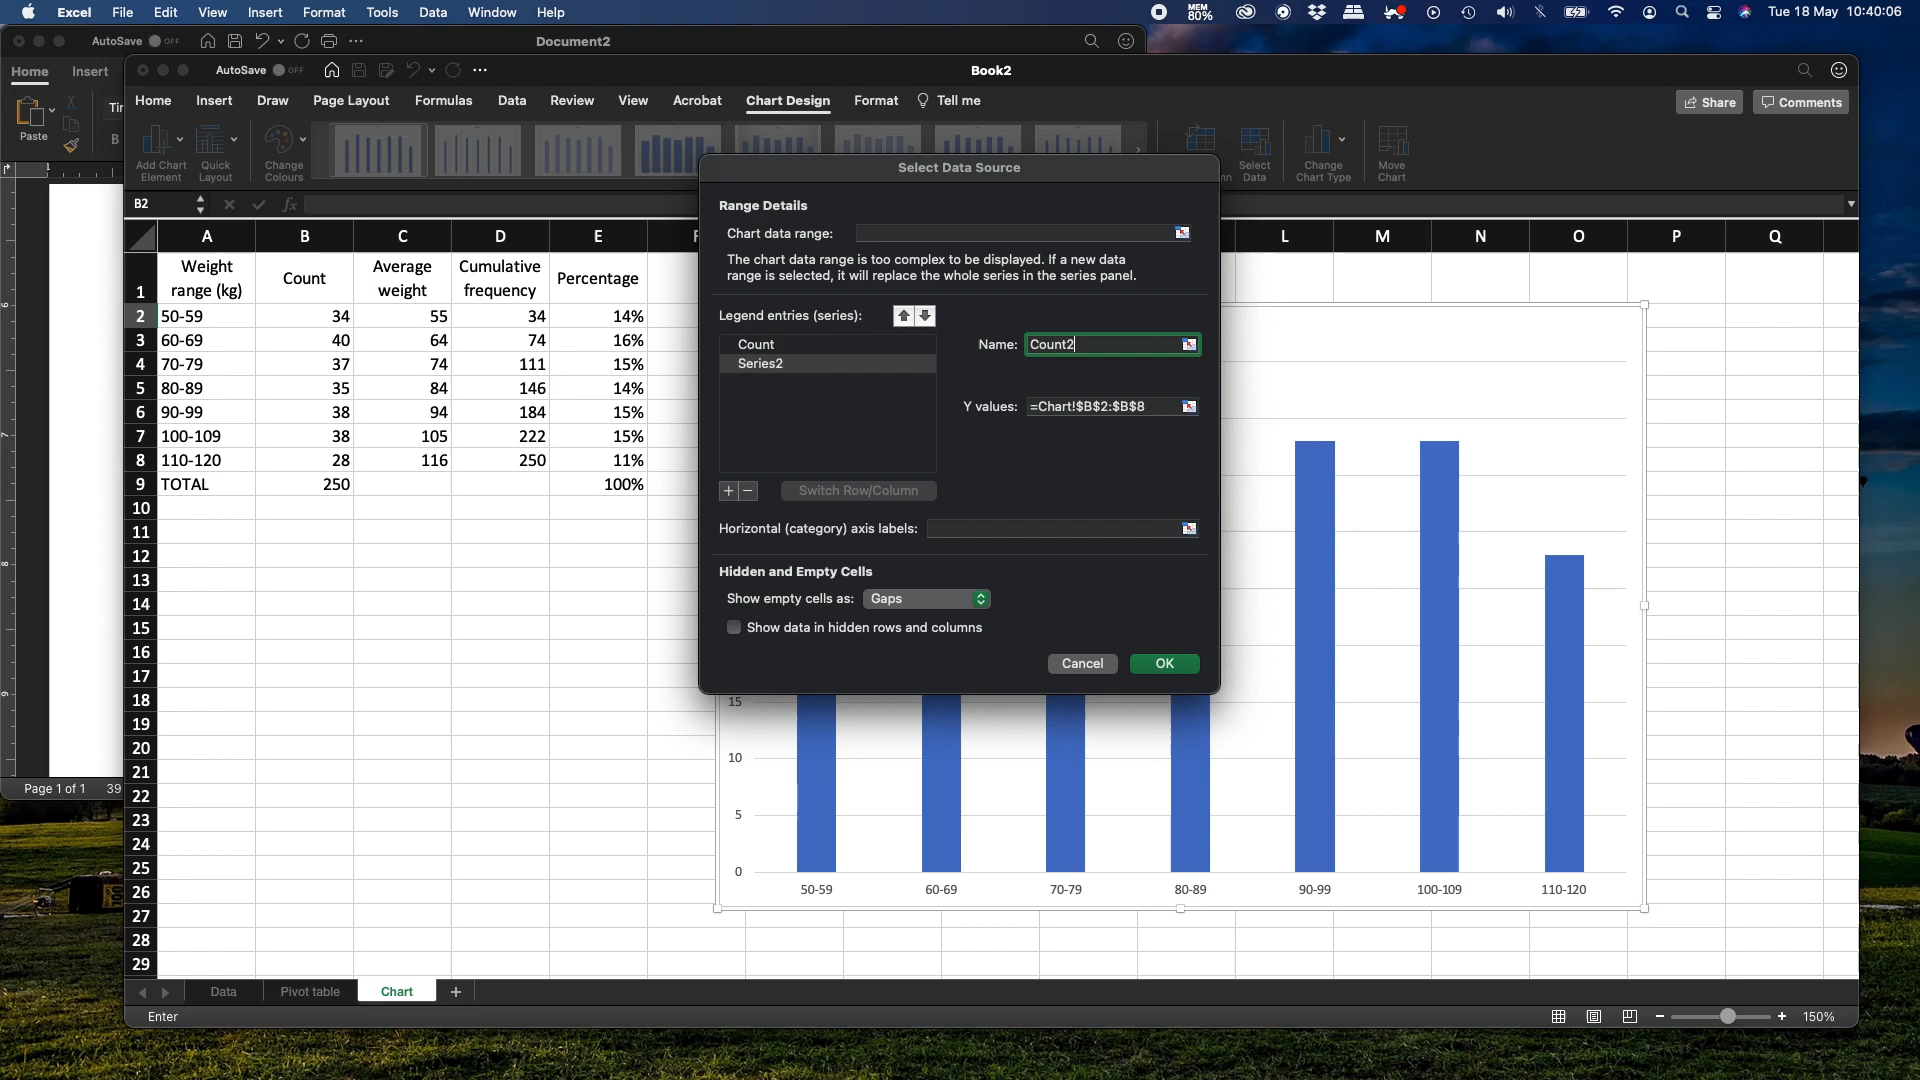 Excel File Edit View Insert Format Tools Data Window Help
MEM
80%
Tue 18 May 10:40:06
AutoSave OFF
Document2
Home Insert
Paste
B
AutoSave OFF
Book2
Home Insert Draw Page Layout Formulas Data Review View Acrobat Chart Design Format Tell me
Share Comments
Add Chart
Element
Quick
Layout
Change
Colours
Select
Data
Change
Chart Type
Move
Chart
B2
fx
A B C D E L M N O P Q
1 Weight
range (kg) Count Average
weight Cumulative
frequency Percentage
2 50-59 34 55 34 14%
3 60-69 40 64 74 16%
4 70-79 37 74 111 15%
5 80-89 35 84 146 14%
6 90-99 38 94 184 15%
7 100-109 38 105 222 15%
8 110-120 28 116 250 11%
9 TOTAL 250 100%
10
11
12
13
14
15
16
17
18
19
20
21
22
23
24
25
26
27
28
29
Select Data Source
Range Details
Chart data range:
The chart data range is too complex to be displayed. If a new data
range is selected, it will replace the whole series in the series panel.
Legend entries (series):
Count
Series2
Name: Count2
Y values: =Chart!$B$2:$B$8
+ −
Switch Row/Column
Horizontal (category) axis labels:
Hidden and Empty Cells
Show empty cells as: Gaps
Show data in hidden rows and columns
Cancel OK
15
10
5
0
50-59 60-69 70-79 80-89 90-99 100-109 110-120
Page 1 of 1 39
Data Pivot table Chart +
Enter
150%